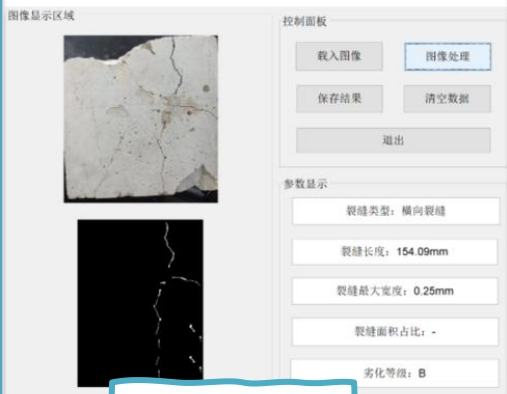 图像显示区域
控制面板
载入图像
图像处理
保存结果
清空数据
退出
参数显示
裂缝类型：横向裂缝
裂缝长度：154.09mm
裂缝最大宽度：0.25mm
裂缝面积占比：-
劣化等级：B